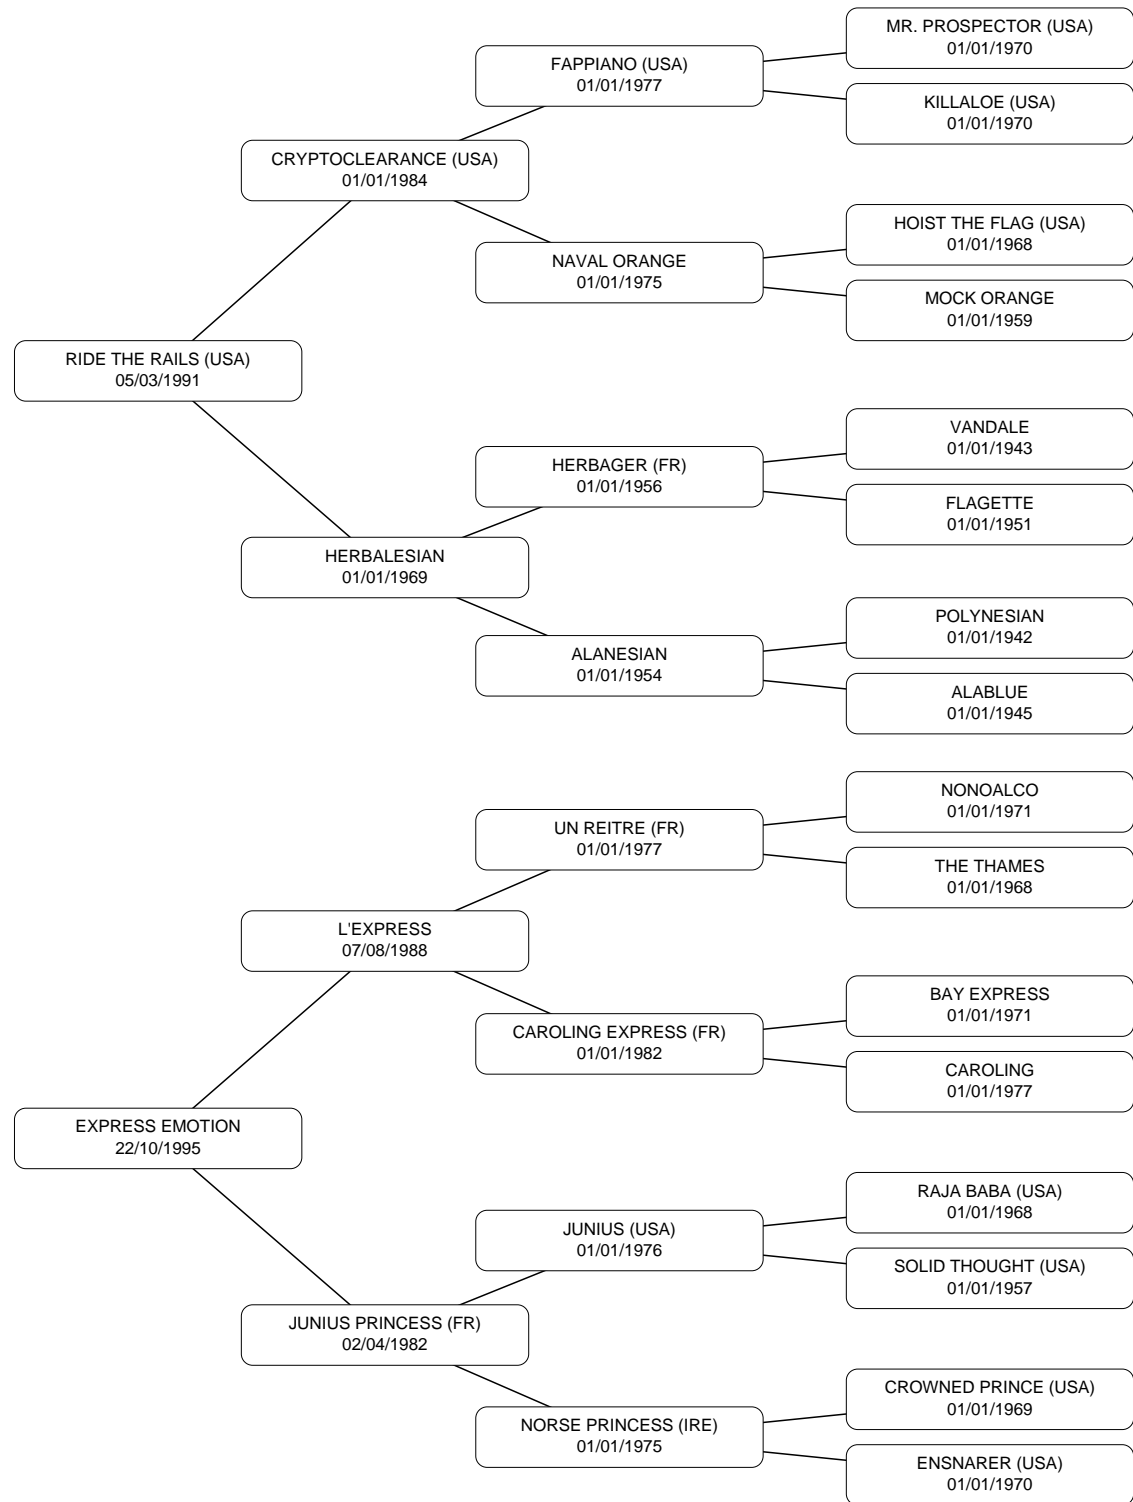 MR. PROSPECTOR (USA)
01/01/1970
FAPPIANO (USA)
01/01/1977
KILLALOE (USA)
01/01/1970
CRYPTOCLEARANCE (USA)
01/01/1984
HOIST THE FLAG (USA)
01/01/1968
NAVAL ORANGE
01/01/1975
MOCK ORANGE
01/01/1959
RIDE THE RAILS (USA)
05/03/1991
VANDALE
01/01/1943
HERBAGER (FR)
01/01/1956
FLAGETTE
01/01/1951
HERBALESIAN
01/01/1969
POLYNESIAN
01/01/1942
ALANESIAN
01/01/1954
ALABLUE
01/01/1945
NONOALCO
01/01/1971
UN REITRE (FR)
01/01/1977
THE THAMES
01/01/1968
L'EXPRESS
07/08/1988
BAY EXPRESS
01/01/1971
CAROLING EXPRESS (FR)
01/01/1982
CAROLING
01/01/1977
EXPRESS EMOTION
22/10/1995
RAJA BABA (USA)
01/01/1968
JUNIUS (USA)
01/01/1976
SOLID THOUGHT (USA)
01/01/1957
JUNIUS PRINCESS (FR)
02/04/1982
CROWNED PRINCE (USA)
01/01/1969
NORSE PRINCESS (IRE)
01/01/1975
ENSNARER (USA)
01/01/1970